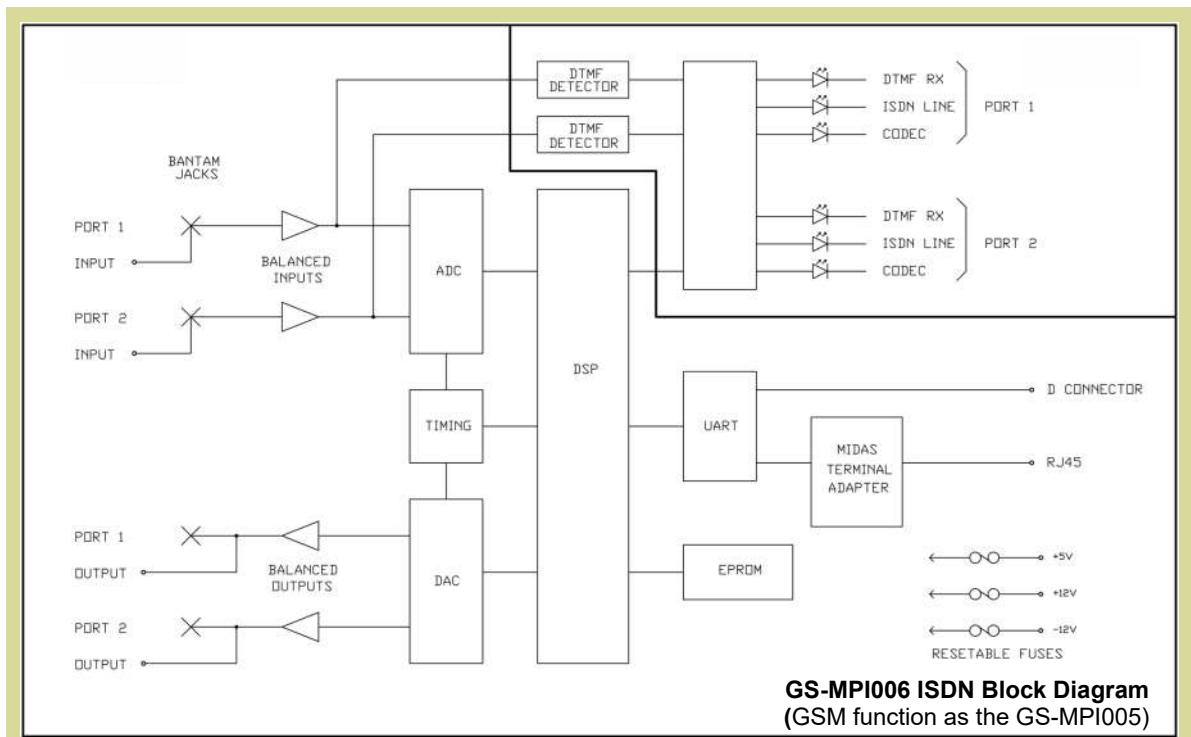 DTMF
DETECTOR
DTMF
DETECTOR
DTMF RX
ISDN LINE
CODEC
PORT 1
DTMF RX
ISDN LINE
CODEC
PORT 2
BANTAM
JACKS
PORT 1
INPUT
BALANCED
INPUTS
PORT 2
INPUT
ADC
TIMING
DSP
UART
D CONNECTOR
MIDAS
TERMINAL
ADAPTER
RJ45
PORT 1
OUTPUT
BALANCED
OUTPUTS
PORT 2
OUTPUT
DAC
EPROM
+5V
+12V
-12V
RESETABLE FUSES
GS-MPI006 ISDN Block Diagram
(GSM function as the GS-MPI005)